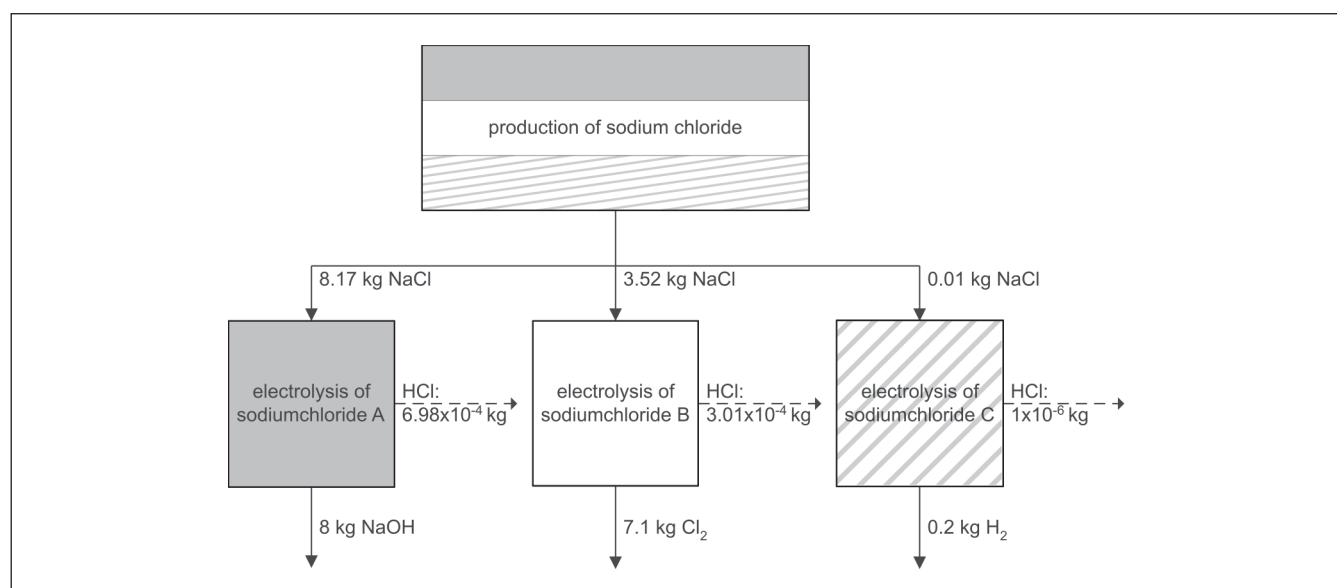 production of sodium chloride
8.17 kg NaCl
3.52 kg NaCl
0.01 kg NaCl
electrolysis of
sodiumchloride A
HCl:
6.98x10⁻⁴ kg
electrolysis of
sodiumchloride B
HCl:
3.01x10⁻⁴ kg
electrolysis of
sodiumchloride C
HCl:
1x10⁻⁶ kg
8 kg NaOH
7.1 kg Cl₂
0.2 kg H₂